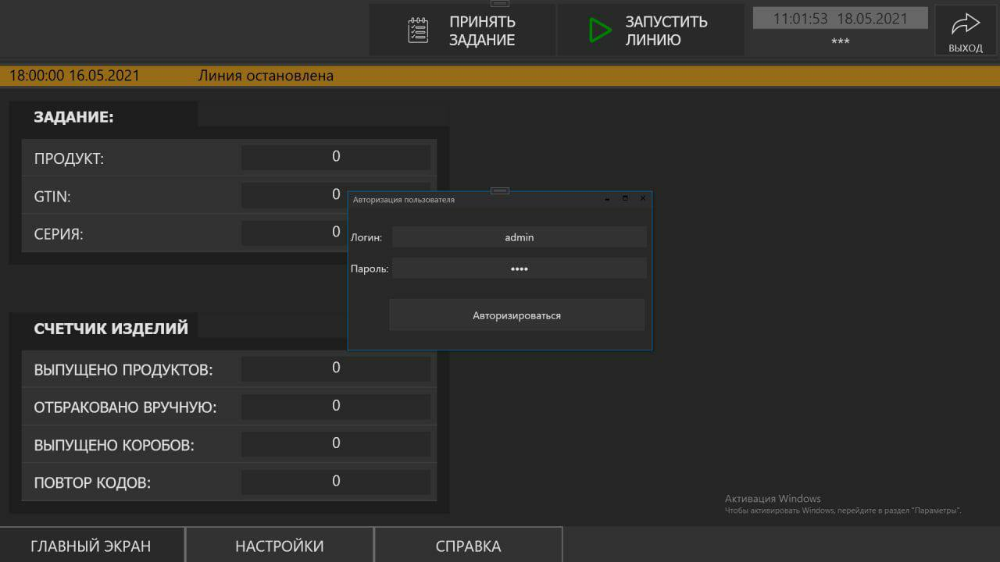 ПРИНЯТЬ
ЗАДАНИЕ
ЗАПУСТИТЬ
ЛИНИЮ
11:01:53 18.05.2021
***
ВЫХОД
18:00:00 16.05.2021 Линия остановлена
ЗАДАНИЕ:
ПРОДУКТ: 0
GTIN: 0
СЕРИЯ: 0
Авторизация пользователя
Логин: admin
Пароль: ••••
Авторизироваться
СЧЕТЧИК ИЗДЕЛИЙ
ВЫПУЩЕНО ПРОДУКТОВ: 0
ОТБРАКОВАНО ВРУЧНУЮ: 0
ВЫПУЩЕНО КОРОБОВ: 0
ПОВТОР КОДОВ: 0
Активация Windows
Чтобы активировать Windows, перейдите в раздел "Параметры".
ГЛАВНЫЙ ЭКРАН НАСТРОЙКИ СПРАВКА